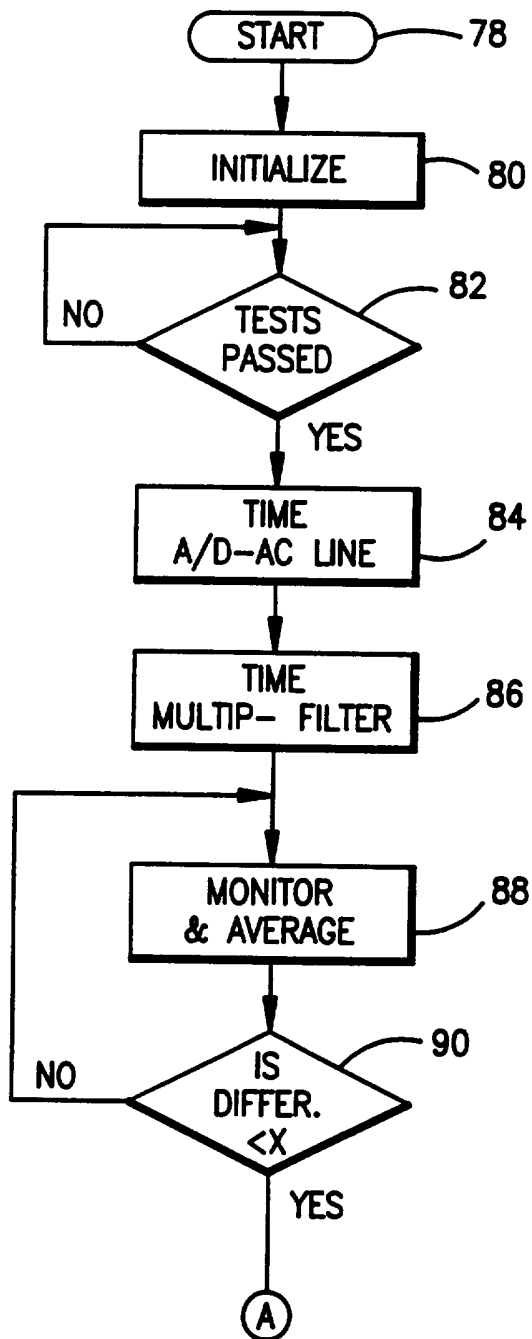 START
78
INITIALIZE
80
82
TESTS
PASSED
NO
YES
TIME
A/D-AC LINE
84
TIME
MULTIP- FILTER
86
MONITOR
& AVERAGE
88
90
IS
DIFFER.
<X
NO
YES
A